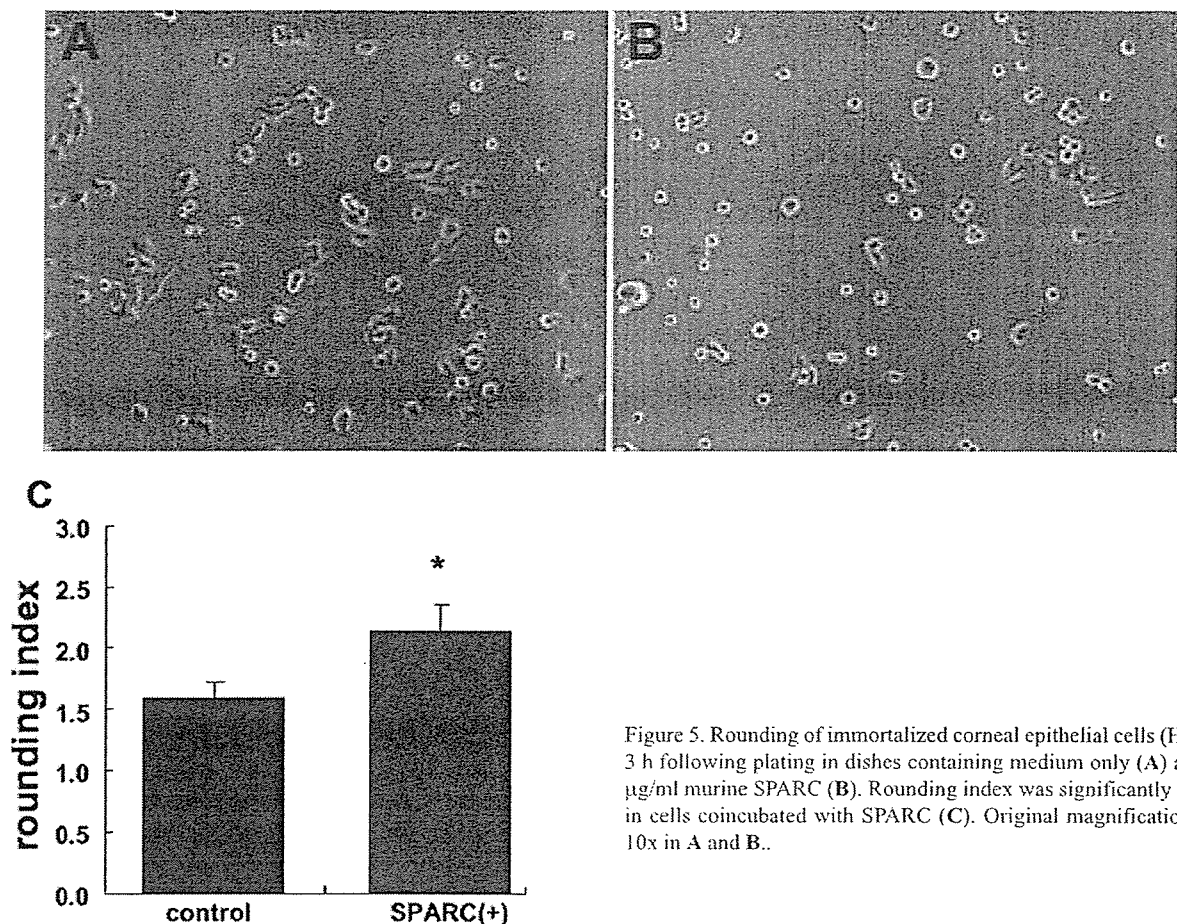 A
B
C
3.0
2.5
2.0
1.5
1.0
0.5
0.0
rounding index
*
control
SPARC(+)
Figure 5. Rounding of immortalized corneal epithelial cells (H
3 h following plating in dishes containing medium only (A) a
µg/ml murine SPARC (B). Rounding index was significantly
in cells coincubated with SPARC (C). Original magnification
10x in A and B..